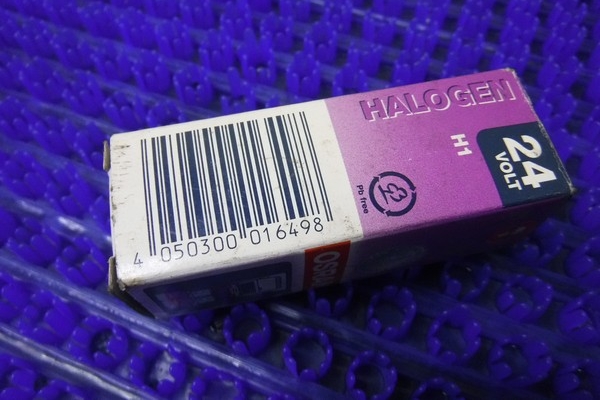 HALOGEN
H1
24
VOLT
Pb free
4 050300 016498